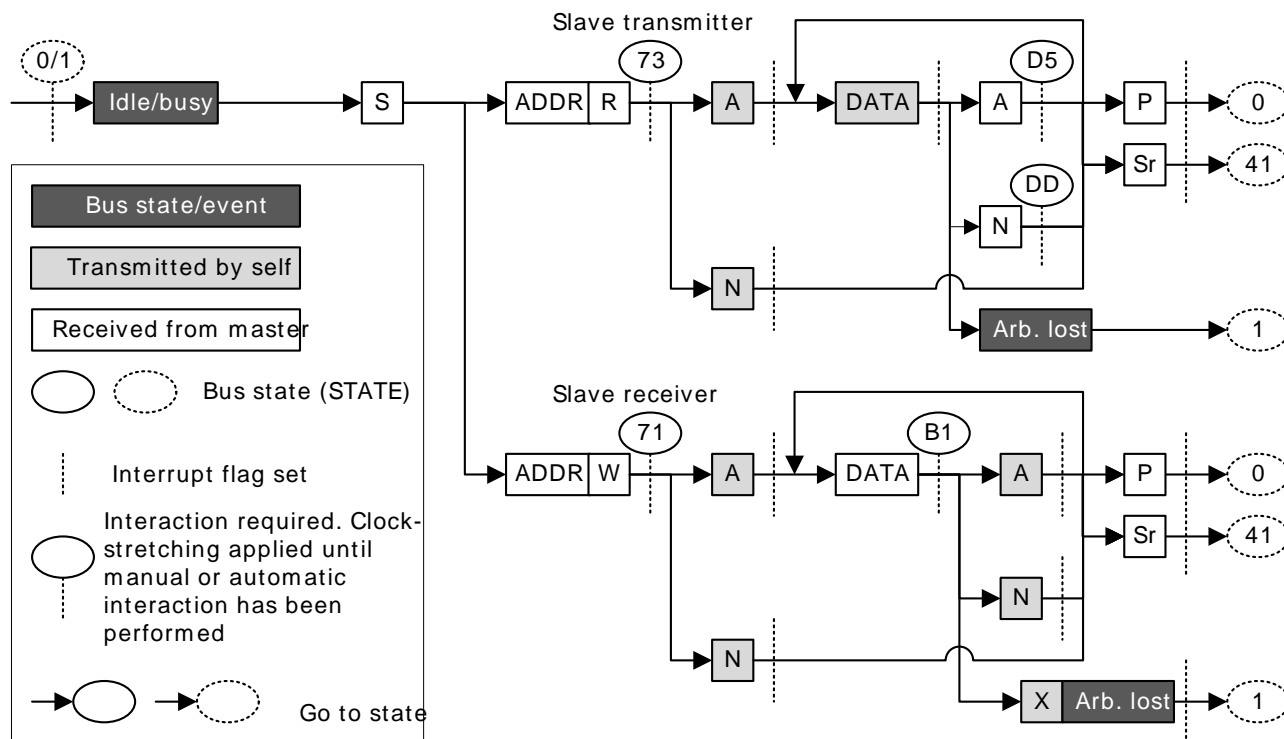 Slave transmitter
0/1
73
D5
Idle/busy
S
ADDR R
A
DATA
A
P
0
Sr
41
DD
N
N
Arb. lost
1
Bus state/event
Transmitted by self
Received from master
Bus state (STATE)
Interrupt flag set
Interaction required. Clock-
stretching applied until
manual or automatic
interaction has been
performed
Go to state
Slave receiver
71
B1
ADDR W
A
DATA
A
P
0
Sr
41
N
N
X Arb. lost
1